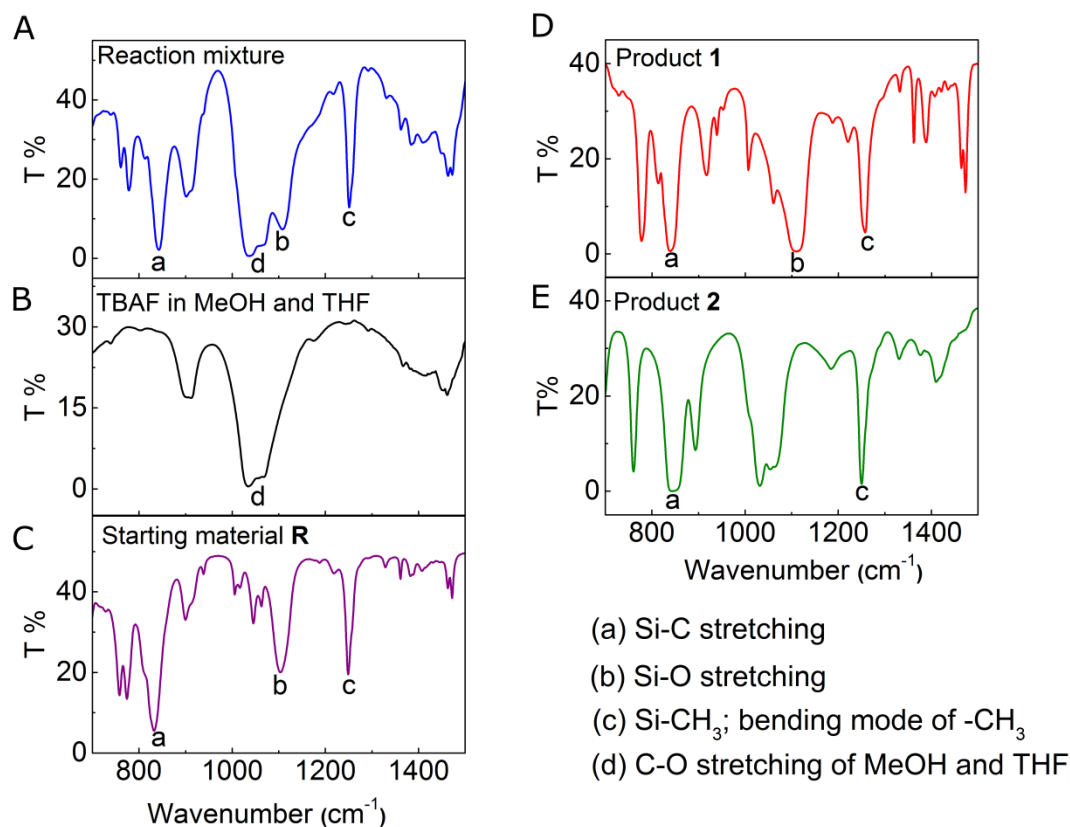 A
Reaction mixture
40
20
0
T %
a
d
b
c
B
TBAF in MeOH and THF
30
15
0
T %
d
C
Starting material R
40
20
0
T %
a
b
c
800 1000 1200 1400
Wavenumber (cm⁻¹)
D
Product 1
40
20
0
T %
a
b
c
E
Product 2
40
20
0
T%
a
c
800 1000 1200 1400
Wavenumber (cm⁻¹)
(a) Si-C stretching
(b) Si-O stretching
(c) Si-CH₃; bending mode of -CH₃
(d) C-O stretching of MeOH and THF